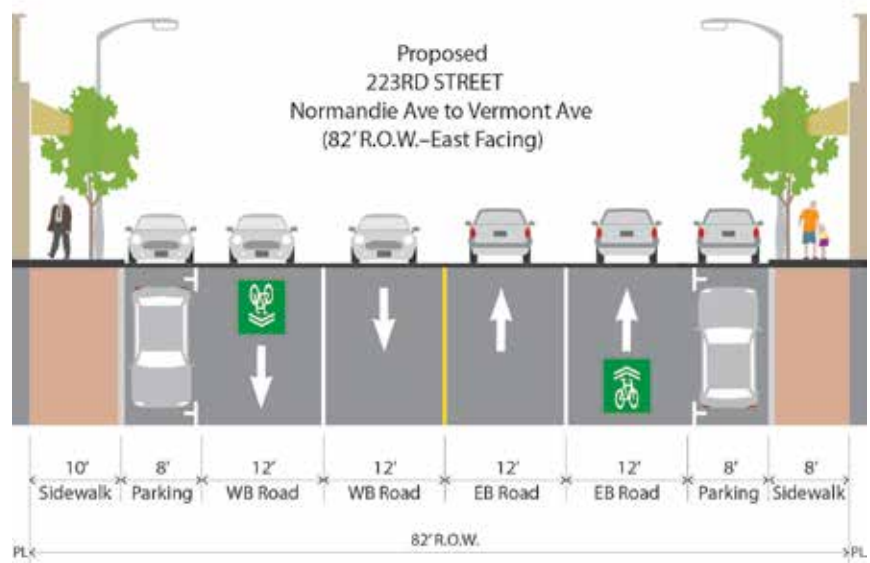 Proposed
223RD STREET
Normandie Ave to Vermont Ave
(82' R.O.W.–East Facing)
10' 8' 12' 12' 12' 12' 8' 8'
Sidewalk Parking WB Road WB Road EB Road EB Road Parking Sidewalk
82' R.O.W.
PL PL